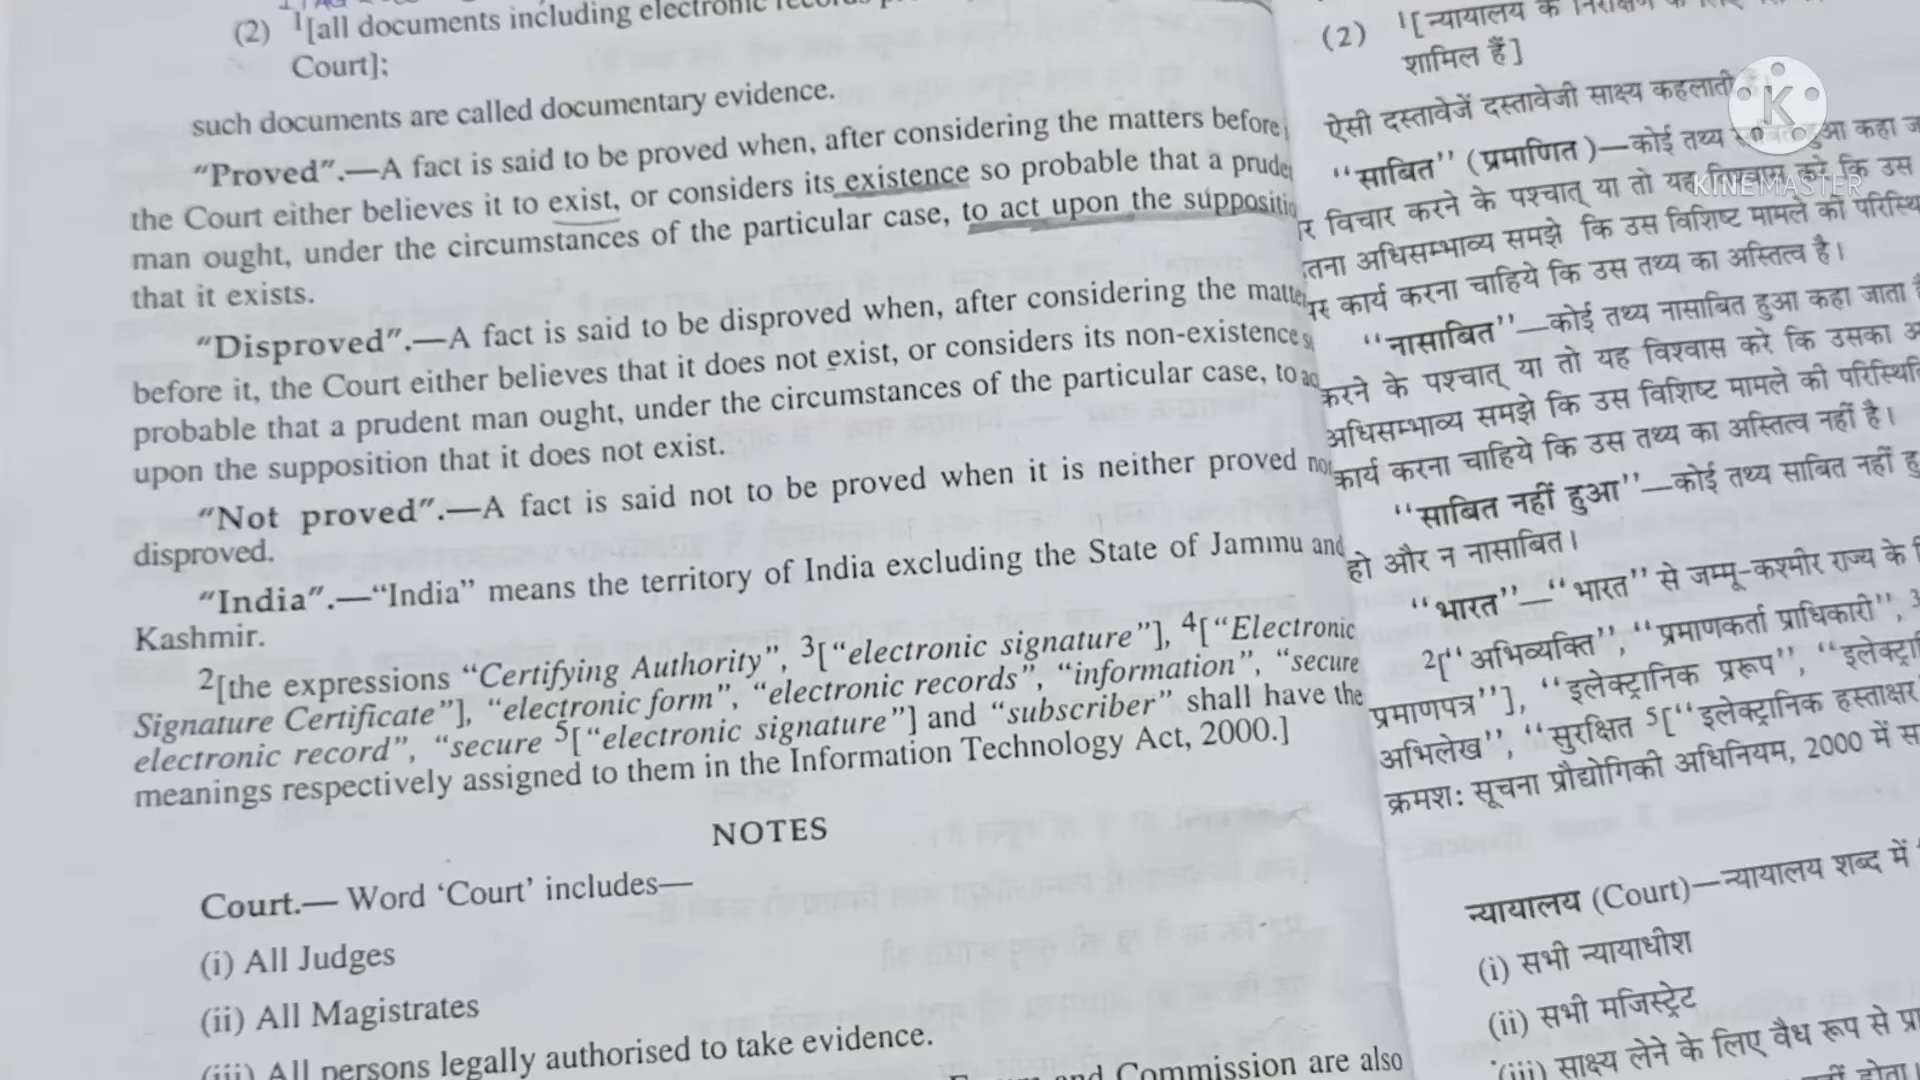 (2) 1[all documents including electronic
Court];
such documents are called documentary evidence.
“Proved”.—A fact is said to be proved when, after considering the matters before
the Court either believes it to exist, or considers its existence so probable that a
man ought, under the circumstances of the particular case, to act upon the
that it exists.
“Disproved”.—A fact is said to be disproved when, after considering the
before it, the Court either believes that it does not exist, or considers its non-existence
probable that a prudent man ought, under the circumstances of the particular case, to
upon the supposition that it does not exist.
“Not proved”.—A fact is said not to be proved when it is neither proved
disproved.
“India”.—“India” means the territory of India excluding the State of Jammu and
Kashmir.
2[the expressions “Certifying Authority”, 3[“electronic signature”], 4[“Electronic
Signature Certificate”], “electronic form”, “electronic records”, “information”, “secure
electronic record”, “secure 5[“electronic signature”] and “subscriber” shall have the
meanings respectively assigned to them in the Information Technology Act, 2000.]
NOTES
Court.— Word ‘Court’ includes—
(i) All Judges
(ii) All Magistrates
(iii) All persons legally authorised to take evidence.
and Commission are also
(2) 1[न्यायालय के निरीक्षण के लिए
शामिल हैं]
ऐसी दस्तावेजें दस्तावेजी साक्ष्य कहलाती
“साबित” (प्रमाणित)—कोई तथ्य हुआ कहा
विचार करने के पश्चात् या तो यह विश्वास करे कि उस
अधिसम्भाव्य समझे कि उस विशिष्ट मामले की
कार्य करना चाहिये कि उस तथ्य का अस्तित्व है।
“नासाबित”—कोई तथ्य नासाबित हुआ कहा जाता
करने के पश्चात् या तो यह विश्वास करे कि उसका
अधिसम्भाव्य समझे कि उस विशिष्ट मामले की
कार्य करना चाहिये कि उस तथ्य का अस्तित्व नहीं है।
“साबित नहीं हुआ”—कोई तथ्य साबित नहीं
हो और न नासाबित।
“भारत”—“भारत” से जम्मू-कश्मीर राज्य के
2[“अभिव्यक्ति”, “प्रमाणकर्ता प्राधिकारी”, 3
प्रमाणपत्र”], “इलेक्ट्रानिक प्ररूप”,
अभिलेख”, “सुरक्षित 5[“इलेक्ट्रानिक हस्ताक्षर
क्रमश: सूचना प्रौद्योगिकी अधिनियम, 2000 में
न्यायालय (Court)—न्यायालय शब्द में
(i) सभी न्यायाधीश
(ii) सभी मजिस्ट्रेट
(iii) साक्ष्य लेने के लिए वैध रूप से
K
KINEMASTER